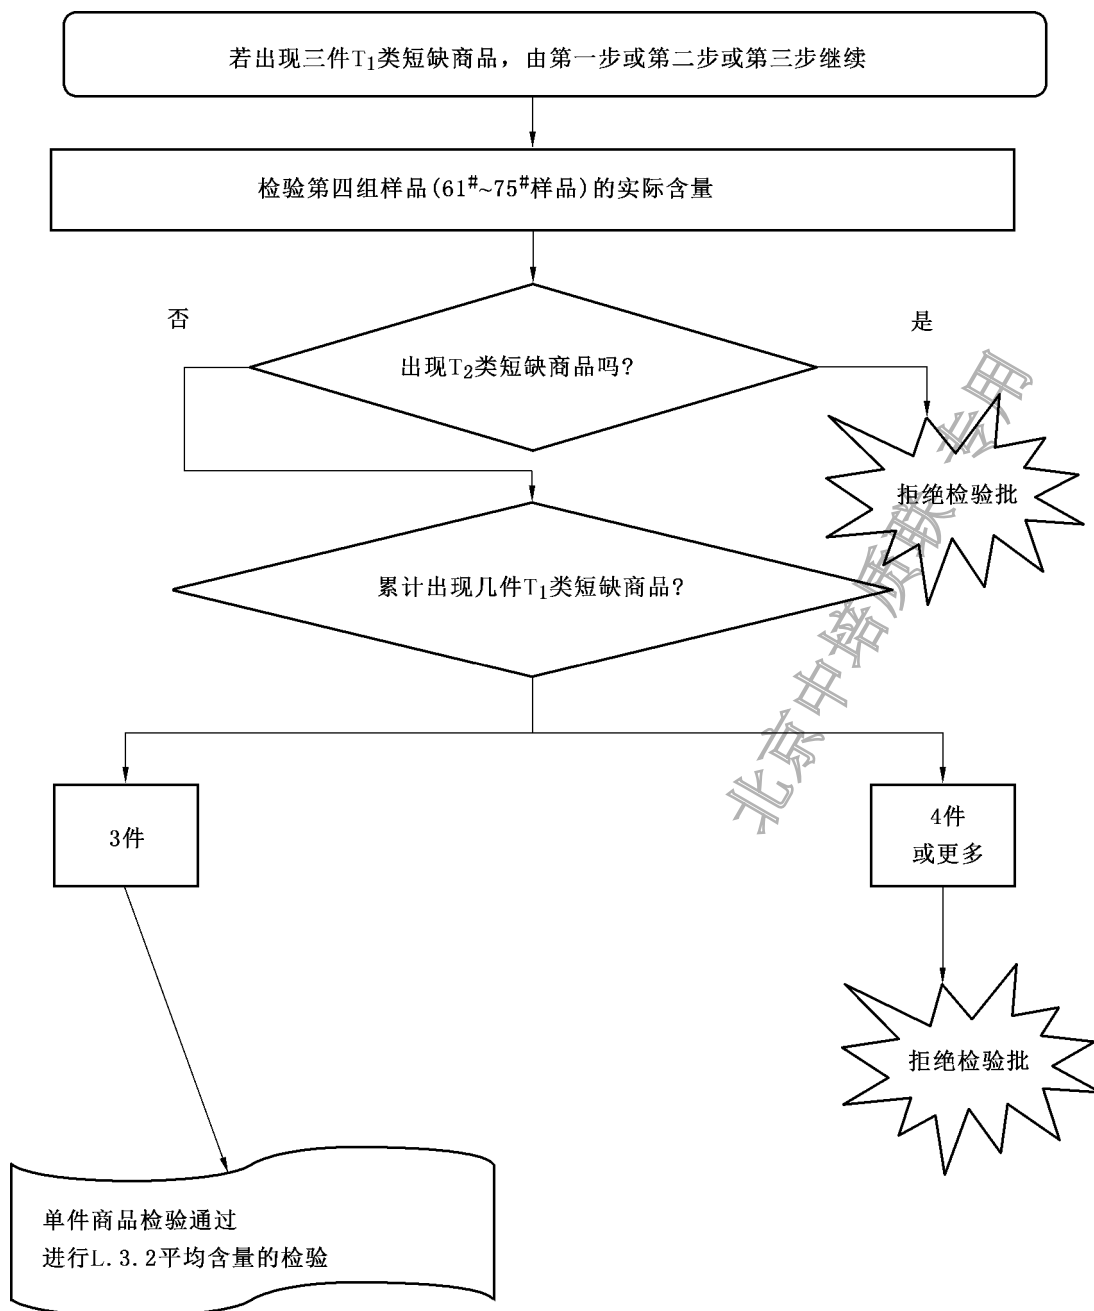 若出现三件T₁类短缺商品，由第一步或第二步或第三步继续
检验第四组样品(61#~75#样品)的实际含量
否
是
出现T₂类短缺商品吗?
拒绝检验批
累计出现几件T₁类短缺商品?
3件
4件
或更多
拒绝检验批
单件商品检验通过
进行L.3.2平均含量的检验
北京中培质联 专用